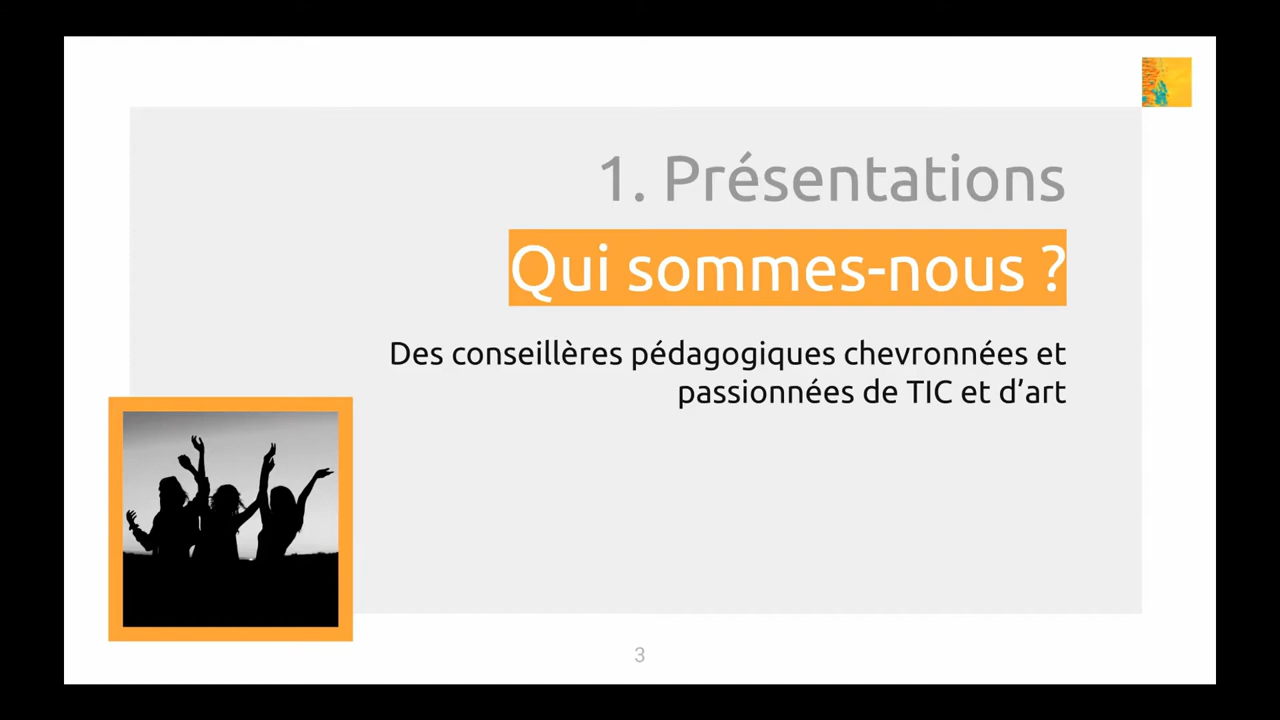 1. Présentations
Qui sommes-nous ?
Des conseillères pédagogiques chevronnées et
passionnées de TIC et d’art
3